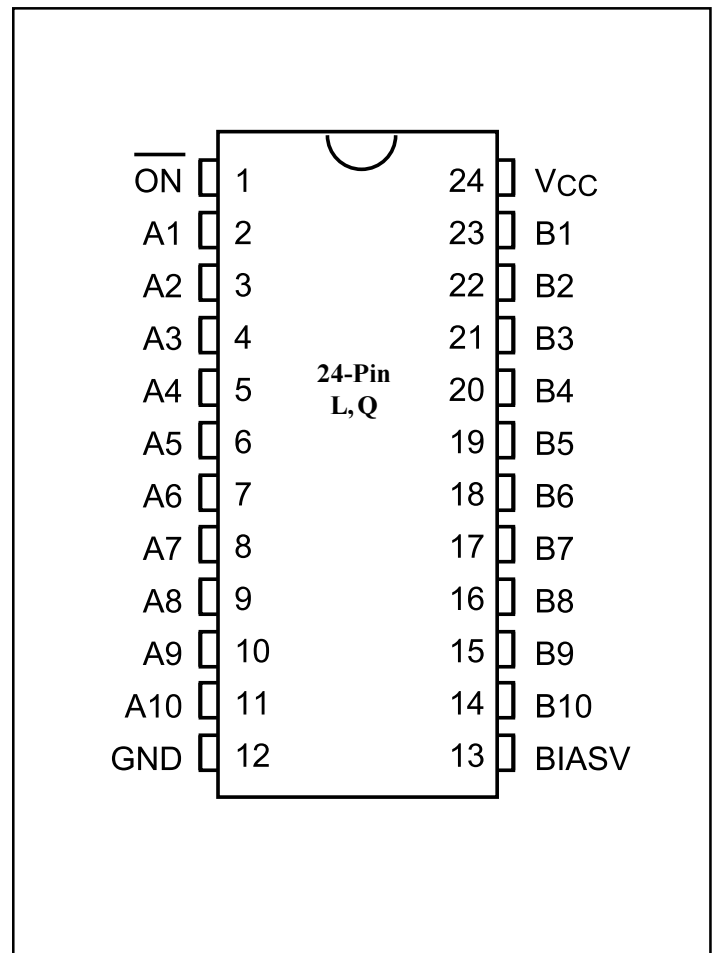 O̅N̅ 1 24 VCC
A1 2 23 B1
A2 3 22 B2
A3 4 21 B3
24-Pin
A4 5 20 B4
L, Q
A5 6 19 B5
A6 7 18 B6
A7 8 17 B7
A8 9 16 B8
A9 10 15 B9
A10 11 14 B10
GND 12 13 BIASV